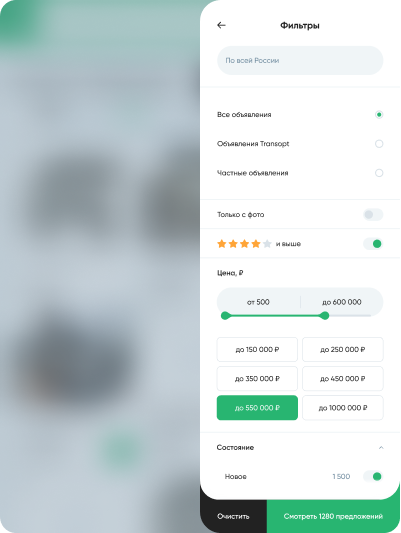 Фильтры
По всей России
Все объявления
Объявления Transopt
Частные объявления
Только с фото
и выше
Цена, ₽
от 500 до 600 000
до 150 000 ₽ до 250 000 ₽
до 350 000 ₽ до 450 000 ₽
до 550 000 ₽ до 1000 000 ₽
Состояние
Новое 1 500
Очистить Смотреть 1280 предложений